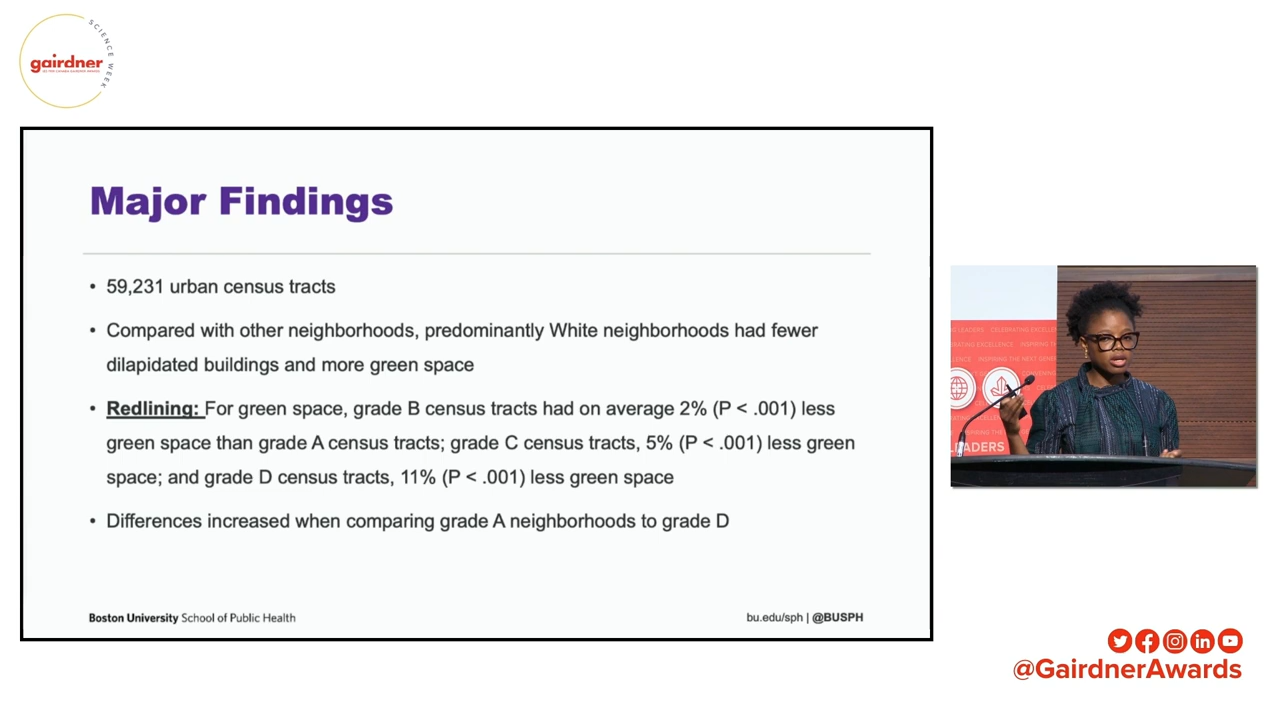 SCIENCE WEEK
gairdner
Major Findings
• 59,231 urban census tracts
• Compared with other neighborhoods, predominantly White neighborhoods had fewer
dilapidated buildings and more green space
• Redlining: For green space, grade B census tracts had on average 2% (P < .001) less
green space than grade A census tracts; grade C census tracts, 5% (P < .001) less green
space; and grade D census tracts, 11% (P < .001) less green space
• Differences increased when comparing grade A neighborhoods to grade D
Boston University School of Public Health
bu.edu/sph | @BUSPH
LEADERS
@GairdnerAwards